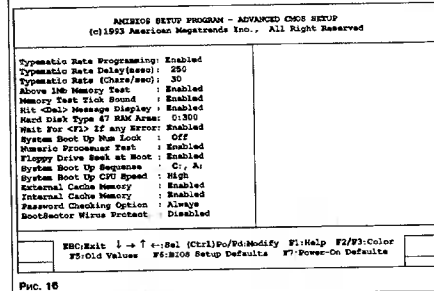 AMIBIOS SETUP PROGRAM - ADVANCED CMOS SETUP
(c)1993 American Megatrends Inc., All Right Reserved
Typematic Rate Programing: Enabled
Typematic Rate Delay(msec): 250
Typematic Rate (Chars/sec): 30
Above 1Mb Memory Test : Enabled
Memory Test Tick Sound : Enabled
Hit <Del> Message Display : Enabled
Hard Disk Type 47 RAM Area: 0:300
Wait For <F1> If any Error: Enabled
System Boot Up Num Lock : Off
Numeric Processor Test : Enabled
Floppy Drive Seek at Boot : Enabled
System Boot Up Sequense : C:, A:
System Boot Up CPU Speed : High
External Cache Memory : Enabled
Internal Cache Memory : Enabled
Password Checking Option : Always
BootSector Wirus Protect : Disabled
ESC:Exit ↓ → ↑ ←:Sel (Ctrl)Pu/Pd:Modify F1:Help F2/F3:Color
F5:Old Values F6:BIOS Setup Defaults F7:Power-On Defaults
Рис. 16